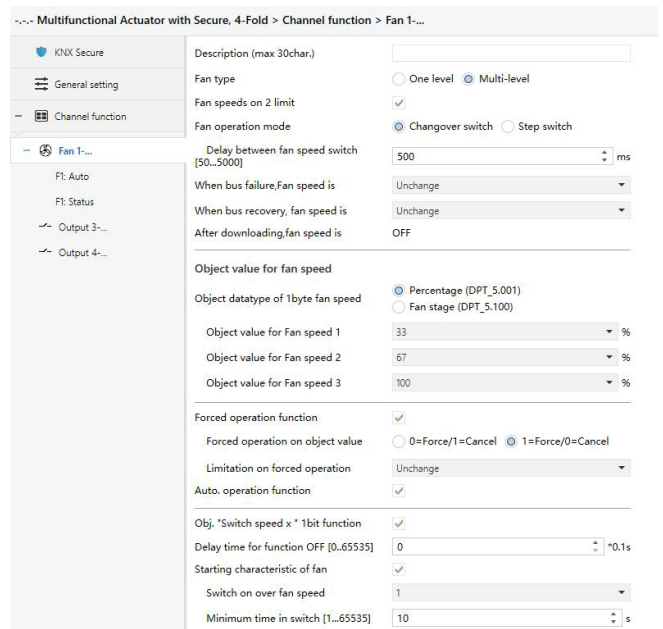 -.-.- Multifunctional Actuator with Secure, 4-Fold > Channel function > Fan 1-...
KNX Secure
General setting
Channel function
Fan 1-...
F1: Auto
F1: Status
Output 3-...
Output 4-...
Description (max 30char.)
Fan type One level Multi-level
Fan speeds on 2 limit
Fan operation mode Changover switch Step switch
Delay between fan speed switch
[50...5000] 500 ms
When bus failure,Fan speed is Unchange
When bus recovery, fan speed is Unchange
After downloading,fan speed is OFF
Object value for fan speed
Object datatype of 1byte fan speed Percentage (DPT_5.001)
Fan stage (DPT_5.100)
Object value for Fan speed 1 33 %
Object value for Fan speed 2 67 %
Object value for Fan speed 3 100 %
Forced operation function
Forced operation on object value 0=Force/1=Cancel 1=Force/0=Cancel
Limitation on forced operation Unchange
Auto. operation function
Obj. "Switch speed x " 1bit function
Delay time for function OFF [0..65535] 0 *0.1s
Starting characteristic of fan
Switch on over fan speed 1
Minimum time in switch [1...65535] 10 s